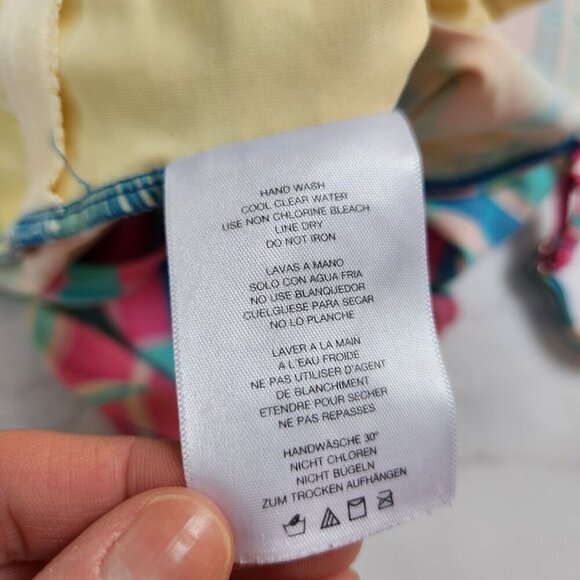 HAND WASH
COOL CLEAR WATER
USE NON CHLORINE BLEACH
LINE DRY
DO NOT IRON
LAVAS A MANO
SOLO CON AGUA FRIA
NO USE BLANQUEDOR
CUELGUESE PARA SECAR
NO LO PLANCHE
LAVER A LA MAIN
A L'EAU FROIDE
NE PAS UTILISER D'AGENT
DE BLANCHIMENT
ETENDRE POUR SECHER
NE PAS REPASSES
HANDWÄSCHE 30°
NICHT CHLOREN
NICHT BÜGELN
ZUM TROCKEN AUFHÄNGEN